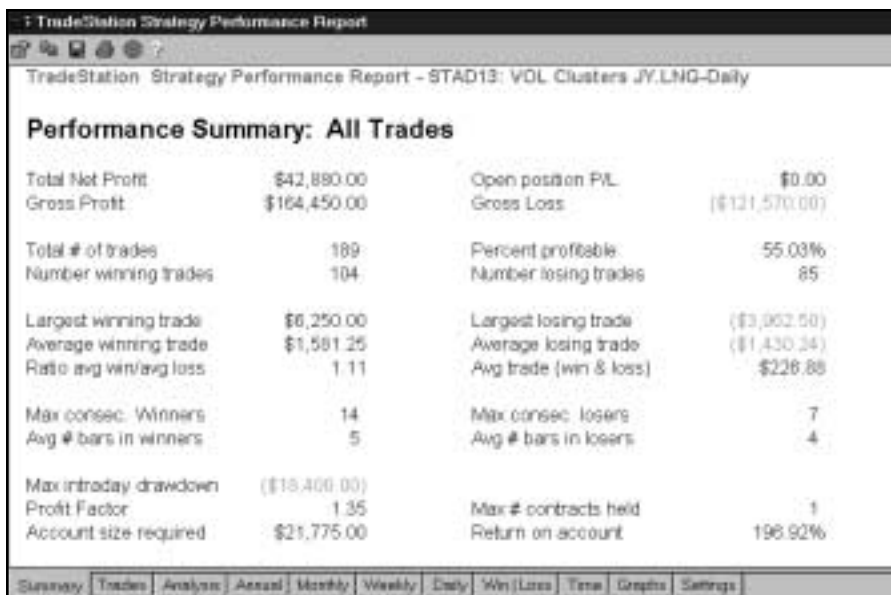 TradeStation Strategy Performance Report
TradeStation Strategy Performance Report - STAD13: VOL Clusters JY.LNG-Daily
Performance Summary: All Trades
Total Net Profit $42,880.00 Open position P/L $0.00
Gross Profit $164,450.00 Gross Loss ($121,570.00)
Total # of trades 189 Percent profitable 55.03%
Number winning trades 104 Number losing trades 85
Largest winning trade $6,250.00 Largest losing trade
Average winning trade $1,581.25 Average losing trade ($1,430.24)
Ratio avg win/avg loss 1.11 Avg trade (win & loss) $226.88
Max consec. Winners 14 Max consec. losers 7
Avg # bars in winners 5 Avg # bars in losers 4
Max intraday drawdown
Profit Factor 1.35 Max # contracts held 1
Account size required $21,775.00 Return on account 196.92%
Summary Trades Analysis Annual Monthly Weekly Daily Win|Loss Time Graphs Settings